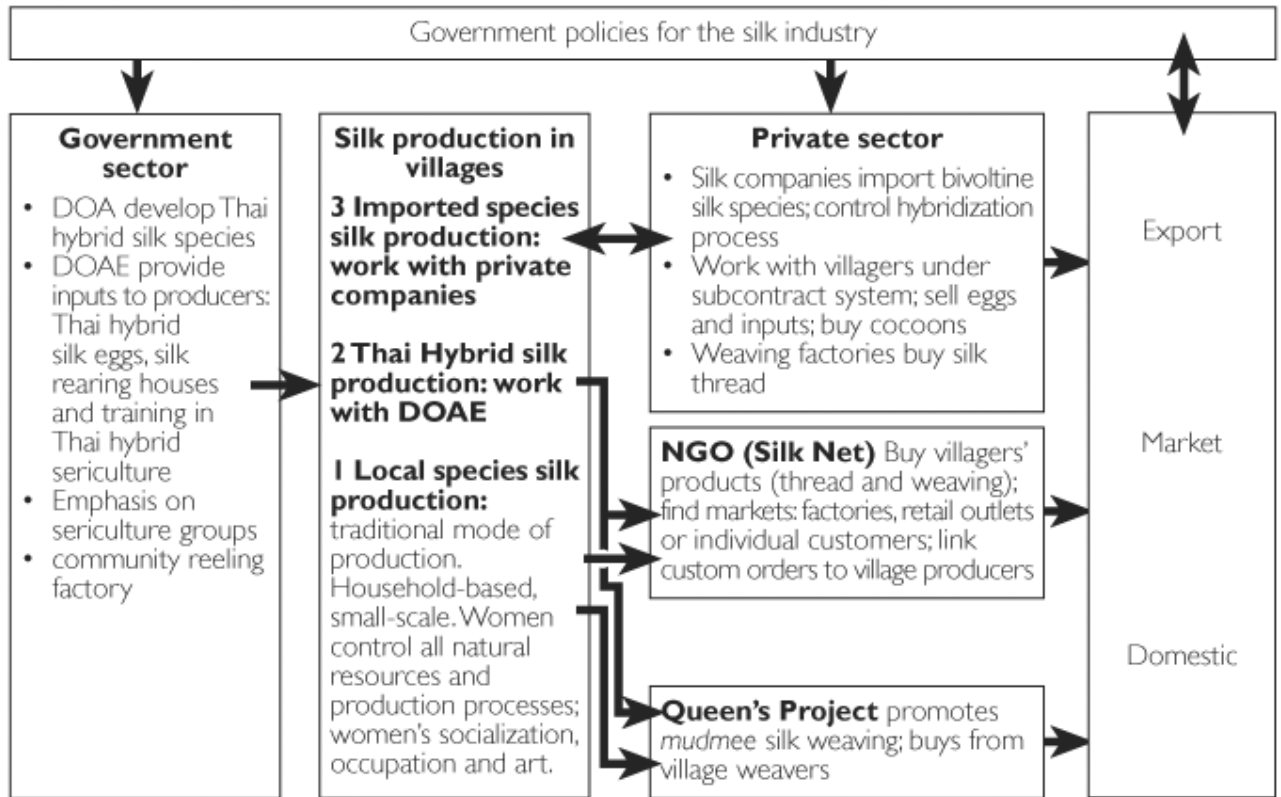 Government policies for the silk industry
Government
sector
• DOA develop Thai
hybrid silk species
• DOAE provide
inputs to producers:
Thai hybrid
silk eggs, silk
rearing houses
and training in
Thai hybrid
sericulture
• Emphasis on
sericulture groups
• community reeling
factory
Silk production in
villages
3 Imported species
silk production:
work with private
companies
2 Thai Hybrid silk
production: work
with DOAE
1 Local species silk
production:
traditional mode of
production.
Household-based,
small-scale. Women
control all natural
resources and
production processes;
women's socialization,
occupation and art.
Private sector
• Silk companies import bivoltine
silk species; control hybridization
process
• Work with villagers under
subcontract system; sell eggs
and inputs; buy cocoons
• Weaving factories buy silk
thread
NGO (Silk Net) Buy villagers'
products (thread and weaving);
find markets: factories, retail outlets
or individual customers; link
custom orders to village producers
Queen's Project promotes
mudmee silk weaving; buys from
village weavers
Export
Market
Domestic